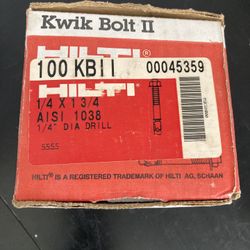 Kwik Bolt II
HILTI®
100 KBII 00045359
HILTI
1/4 X 1 3/4
AISI 1038
1/4" DIA DRILL
5555
HILTI® IS A REGISTERED TRADEMARK OF HILTI AG, SCHAAN